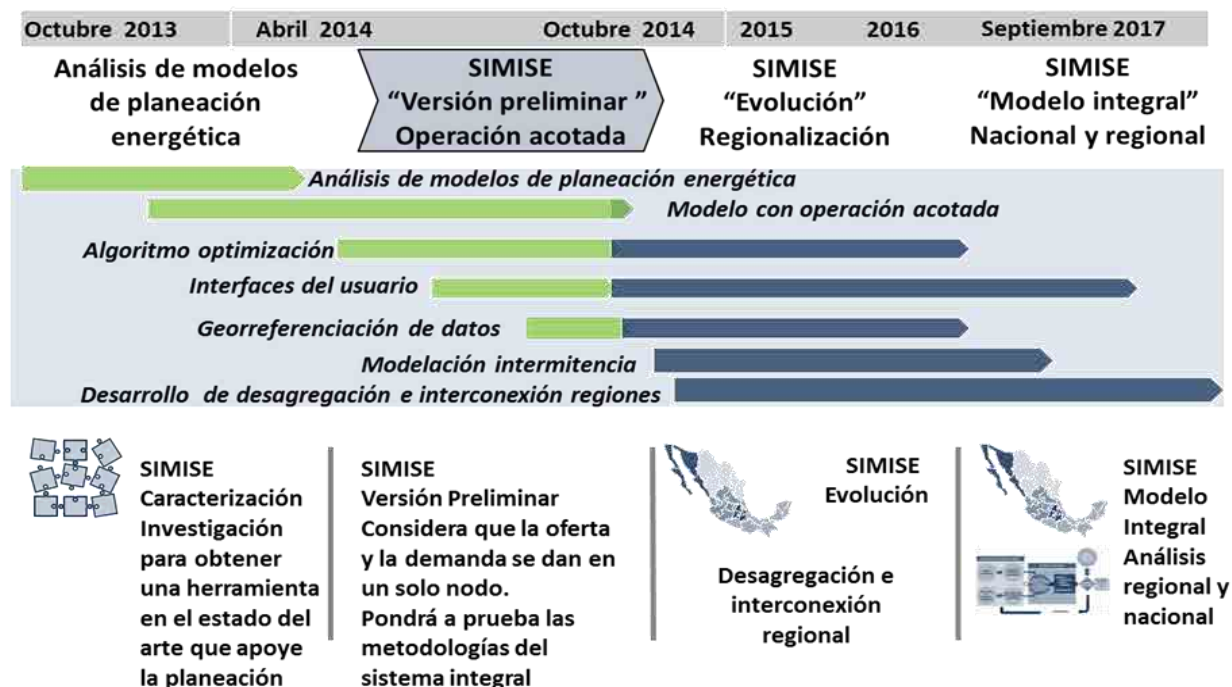 Octubre 2013 Abril 2014 Octubre 2014 2015 2016 Septiembre 2017
Análisis de modelos
de planeación
energética
SIMISE
“Versión preliminar ”
Operación acotada
SIMISE
“Evolución”
Regionalización
SIMISE
“Modelo integral”
Nacional y regional
Análisis de modelos de planeación energética
Modelo con operación acotada
Algoritmo optimización
Interfaces del usuario
Georreferenciación de datos
Modelación intermitencia
Desarrollo de desagregación e interconexión regiones
SIMISE
Caracterización
Investigación
para obtener
una herramienta
en el estado del
arte que apoye
la planeación
SIMISE
Versión Preliminar
Considera que la oferta
y la demanda se dan en
un solo nodo.
Pondrá a prueba las
metodologías del
sistema integral
SIMISE
Evolución
Desagregación e
interconexión
regional
SIMISE
Modelo
Integral
Análisis
regional y
nacional